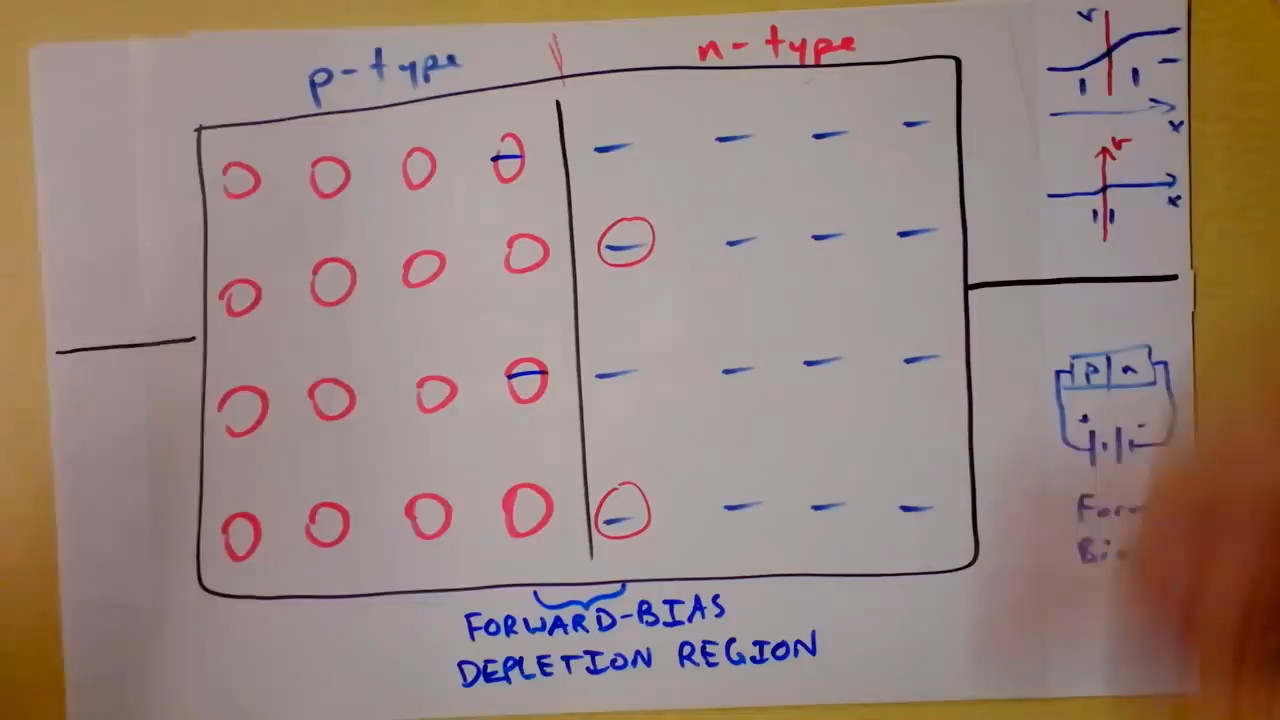 p-type
n-type
V
x
V
x
p n
+ -
FORWARD-BIAS
DEPLETION REGION